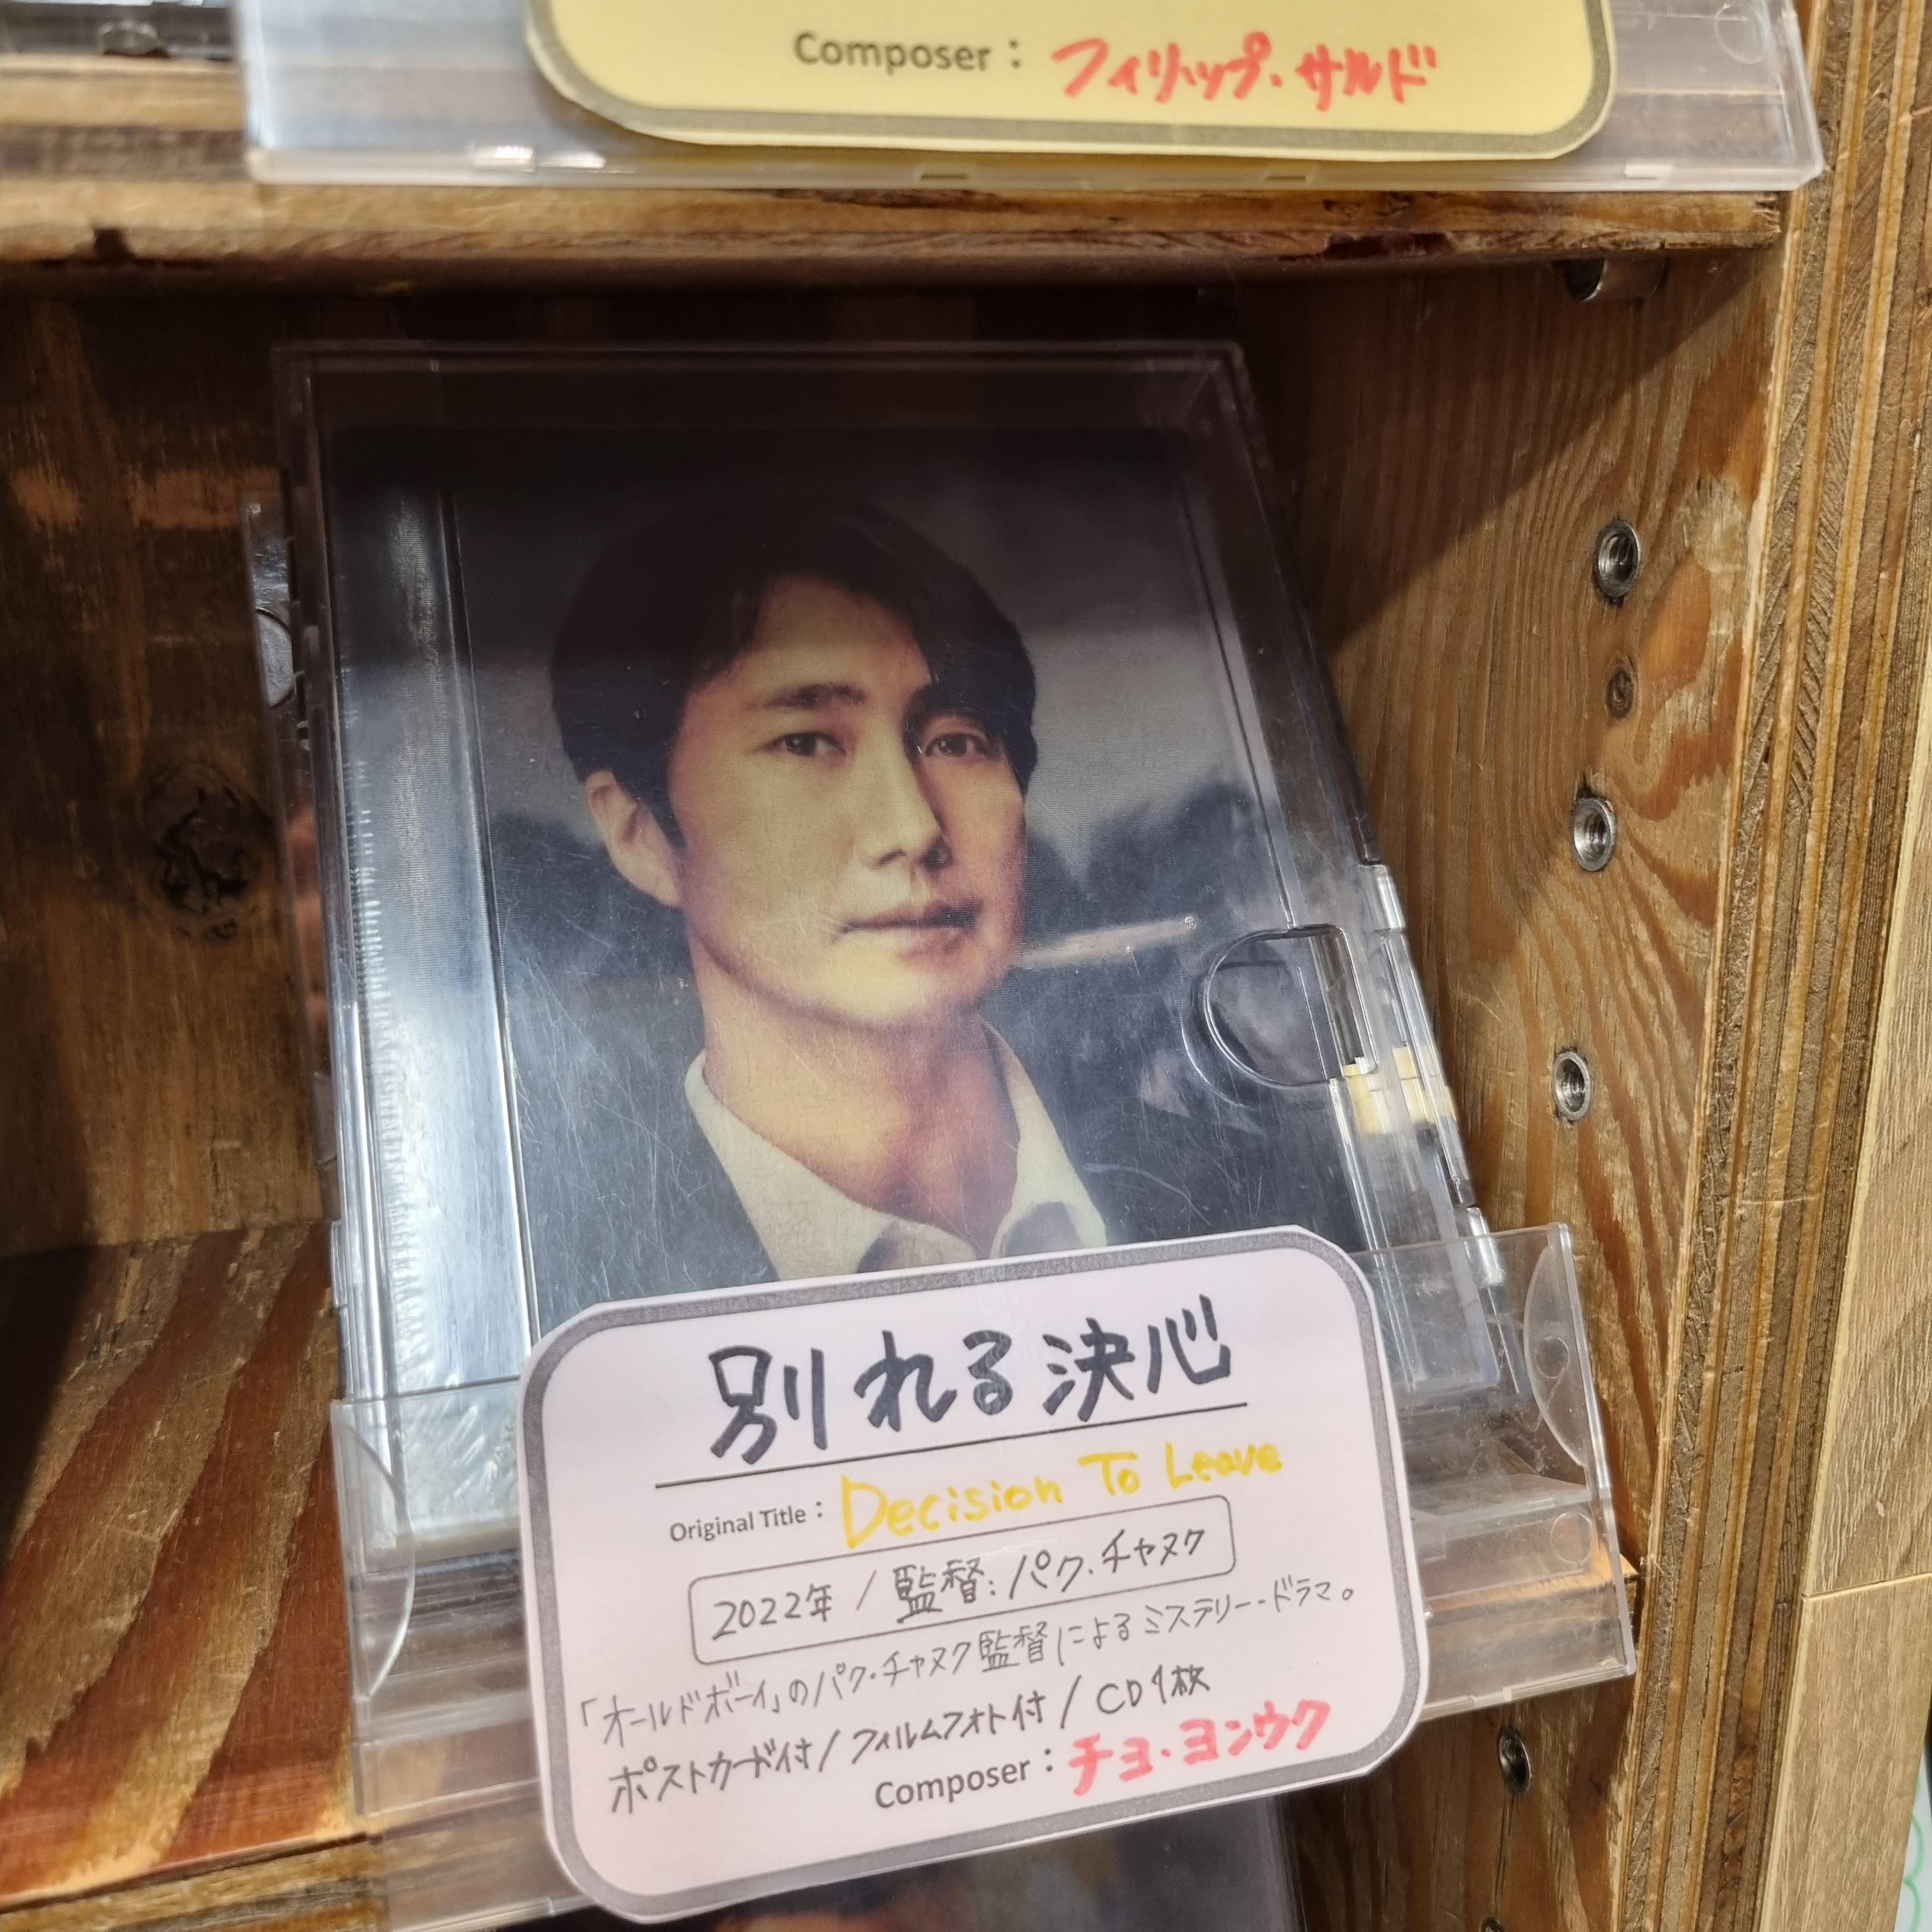 Composer : フィリップ・サルド
別れる決心
Original Title : Decision To Leave
2022年 / 監督: パク・チャヌク
「オールドボーイ」のパク・チャヌク監督によるミステリー・ドラマ。
ポストカード付 / フィルムフォト付 / CD1枚
Composer : チョ・ヨンウク